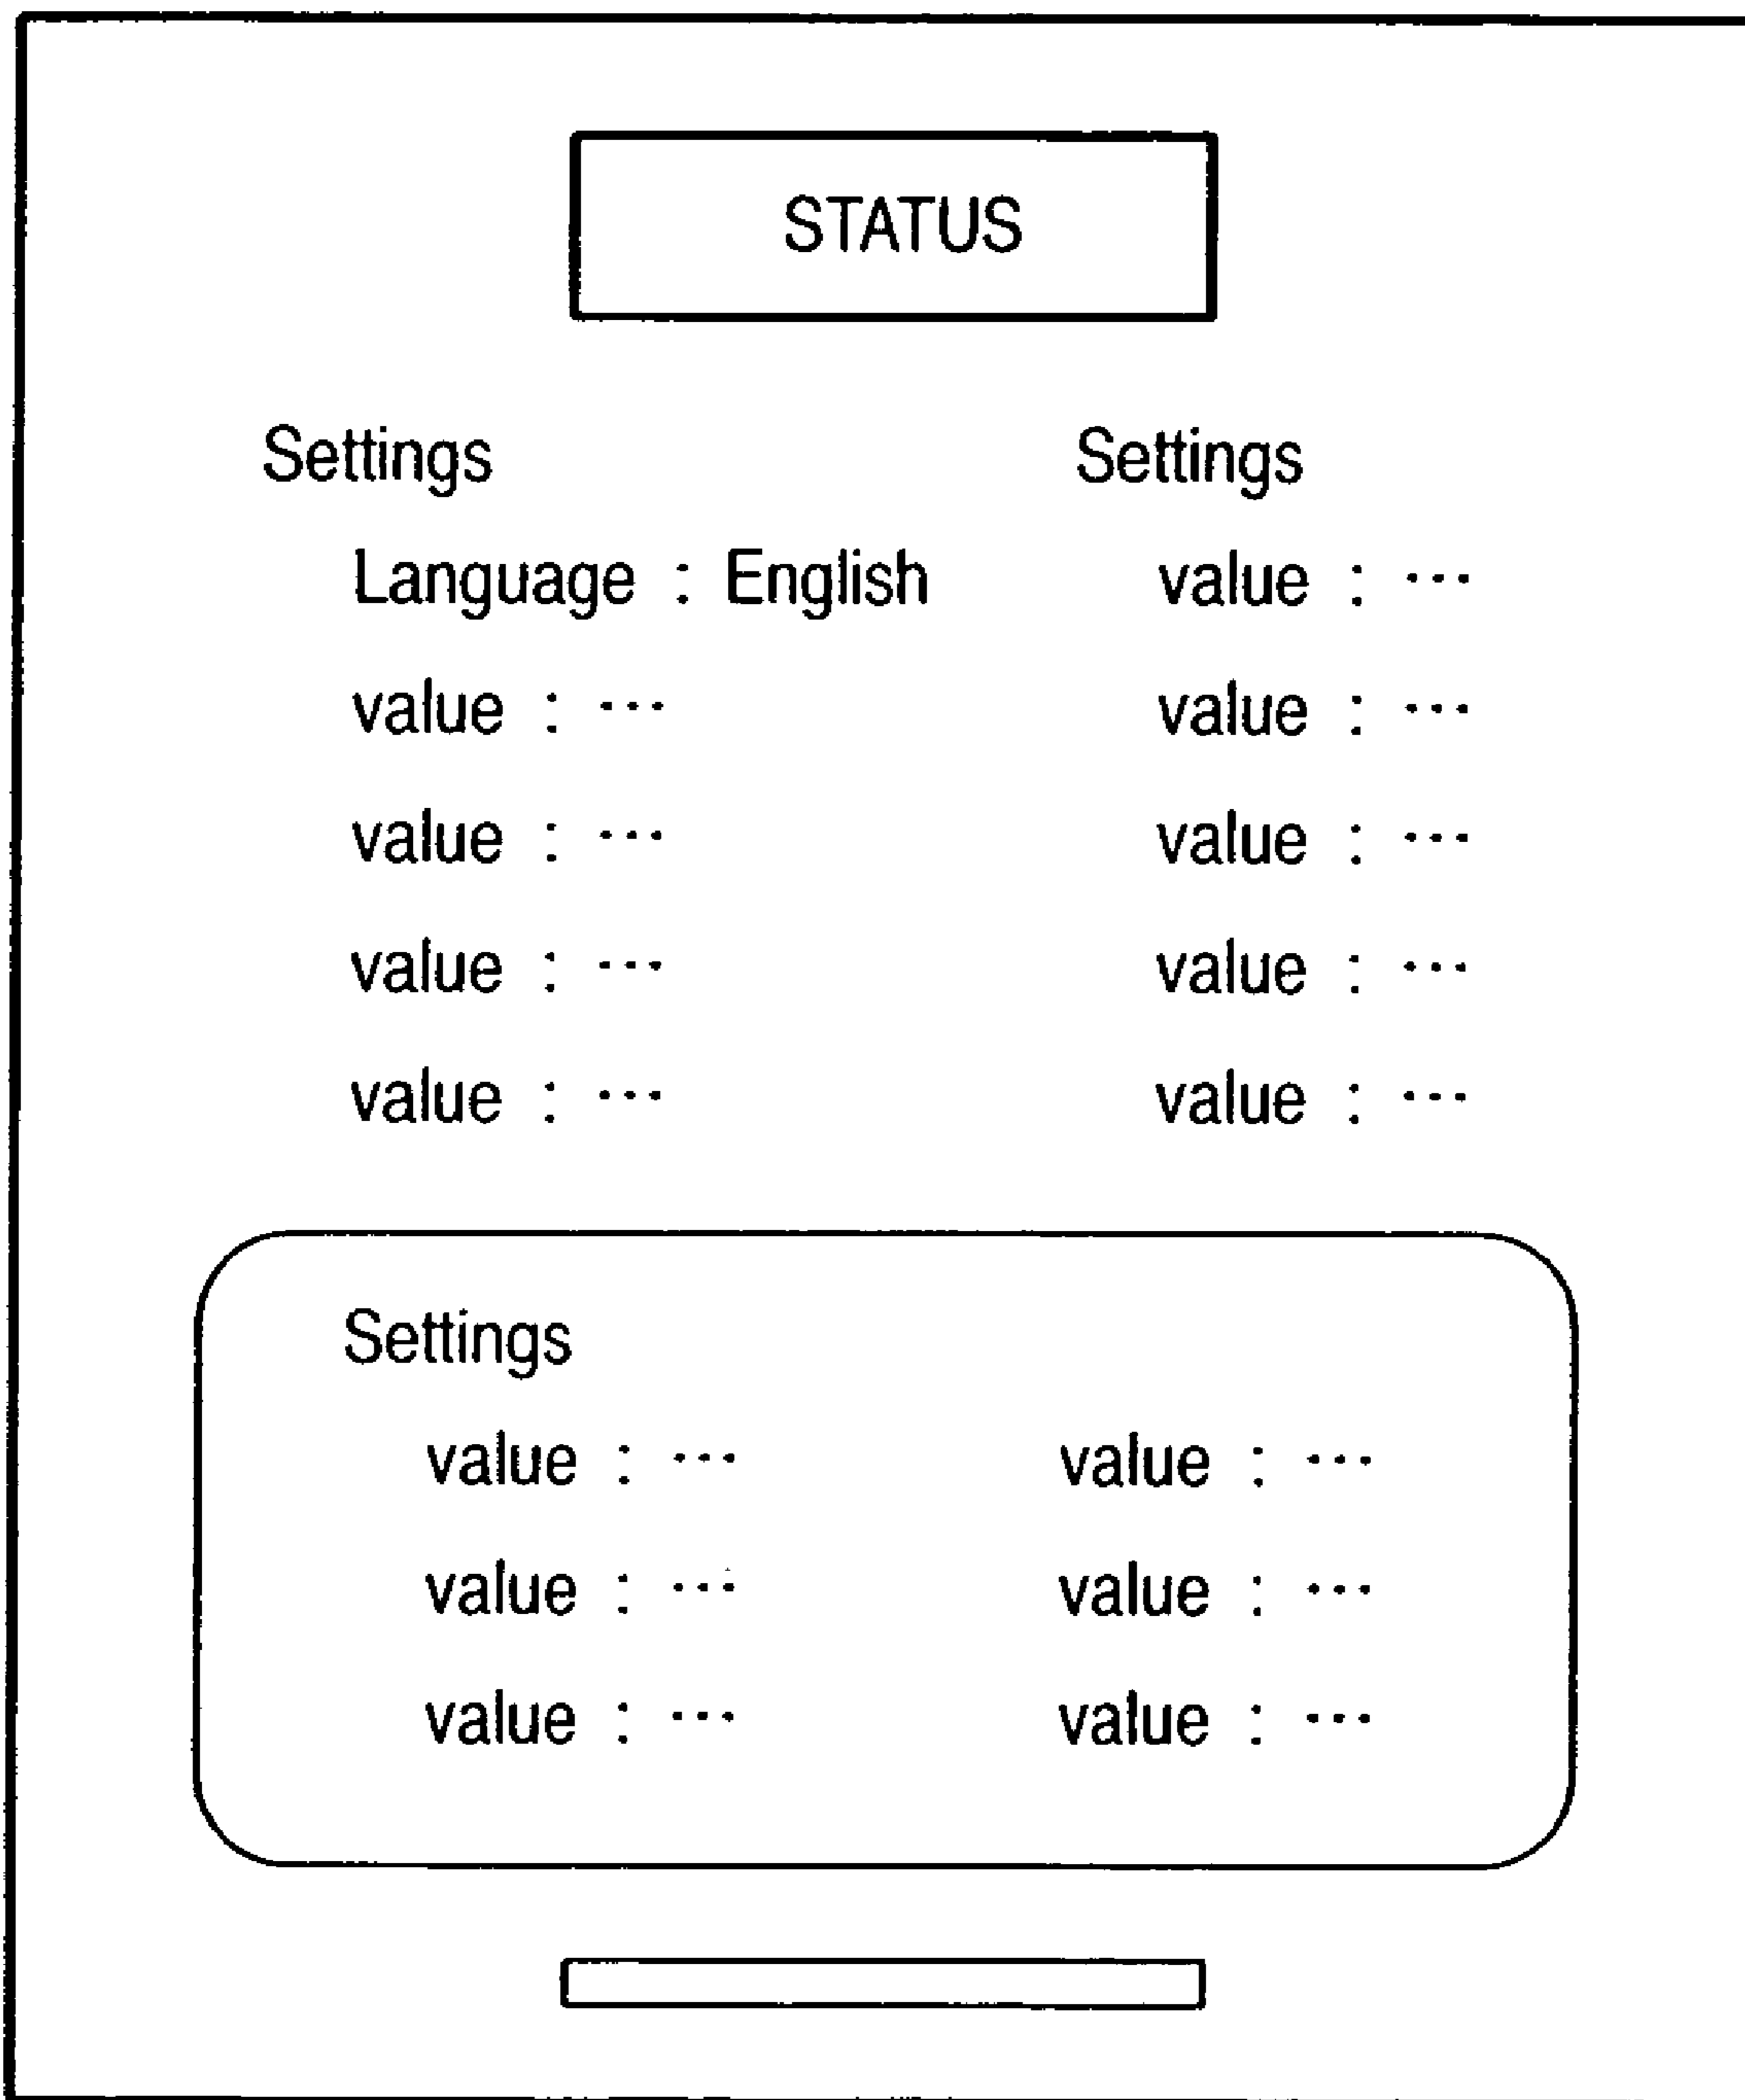 STATUS
Settings
Language : English
value : ...
value : ...
value : ...
value : ...
Settings
value : ...
value : ...
value : ...
value : ...
value : ...
Settings
value : ...
value : ...
value : ...
value : ...
value : ...
value : ...